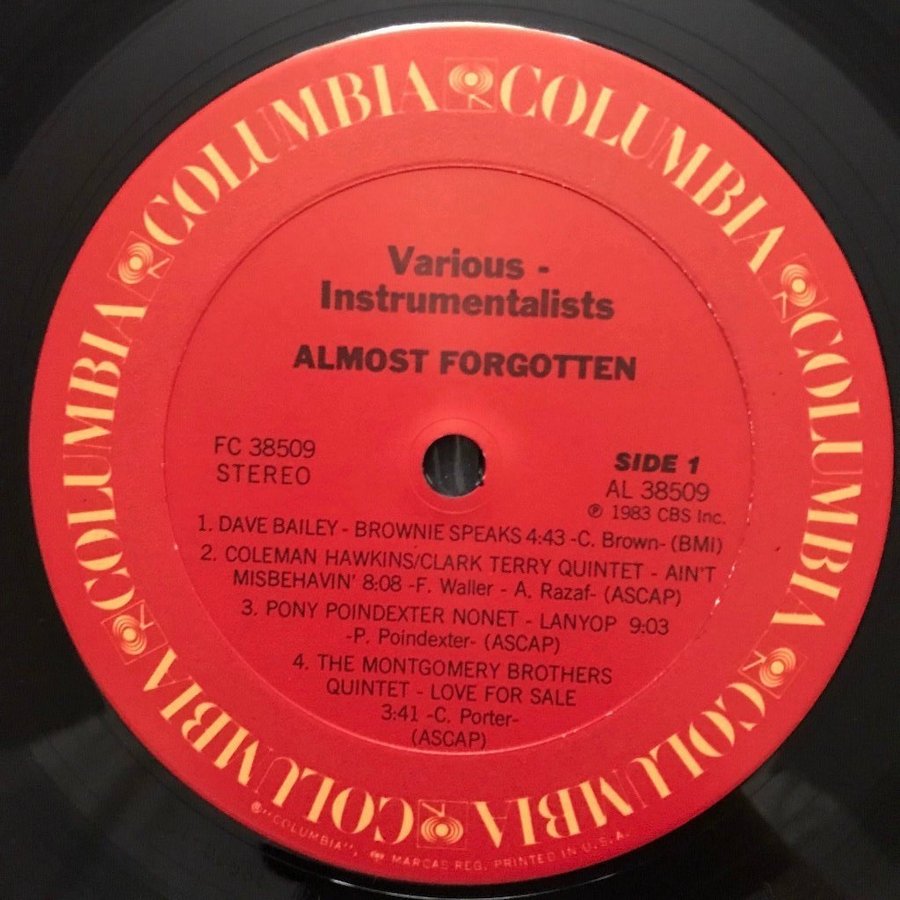 COLUMBIA COLUMBIA COLUMBIA COLUMBIA COLUMBIA COLUMBIA
Various -
Instrumentalists
ALMOST FORGOTTEN
FC 38509
STEREO
SIDE 1
AL 38509
℗ 1983 CBS Inc.
1. DAVE BAILEY - BROWNIE SPEAKS 4:43 -C. Brown- (BMI)
2. COLEMAN HAWKINS/CLARK TERRY QUINTET - AIN'T
MISBEHAVIN' 8:08 -F. Waller - A. Razaf- (ASCAP)
3. PONY POINDEXTER NONET - LANYOP 9:03
-P. Poindexter- (ASCAP)
4. THE MONTGOMERY BROTHERS
QUINTET - LOVE FOR SALE
3:41 -C. Porter-
(ASCAP)
® "COLUMBIA", MARCAS REG. PRINTED IN U.S.A.